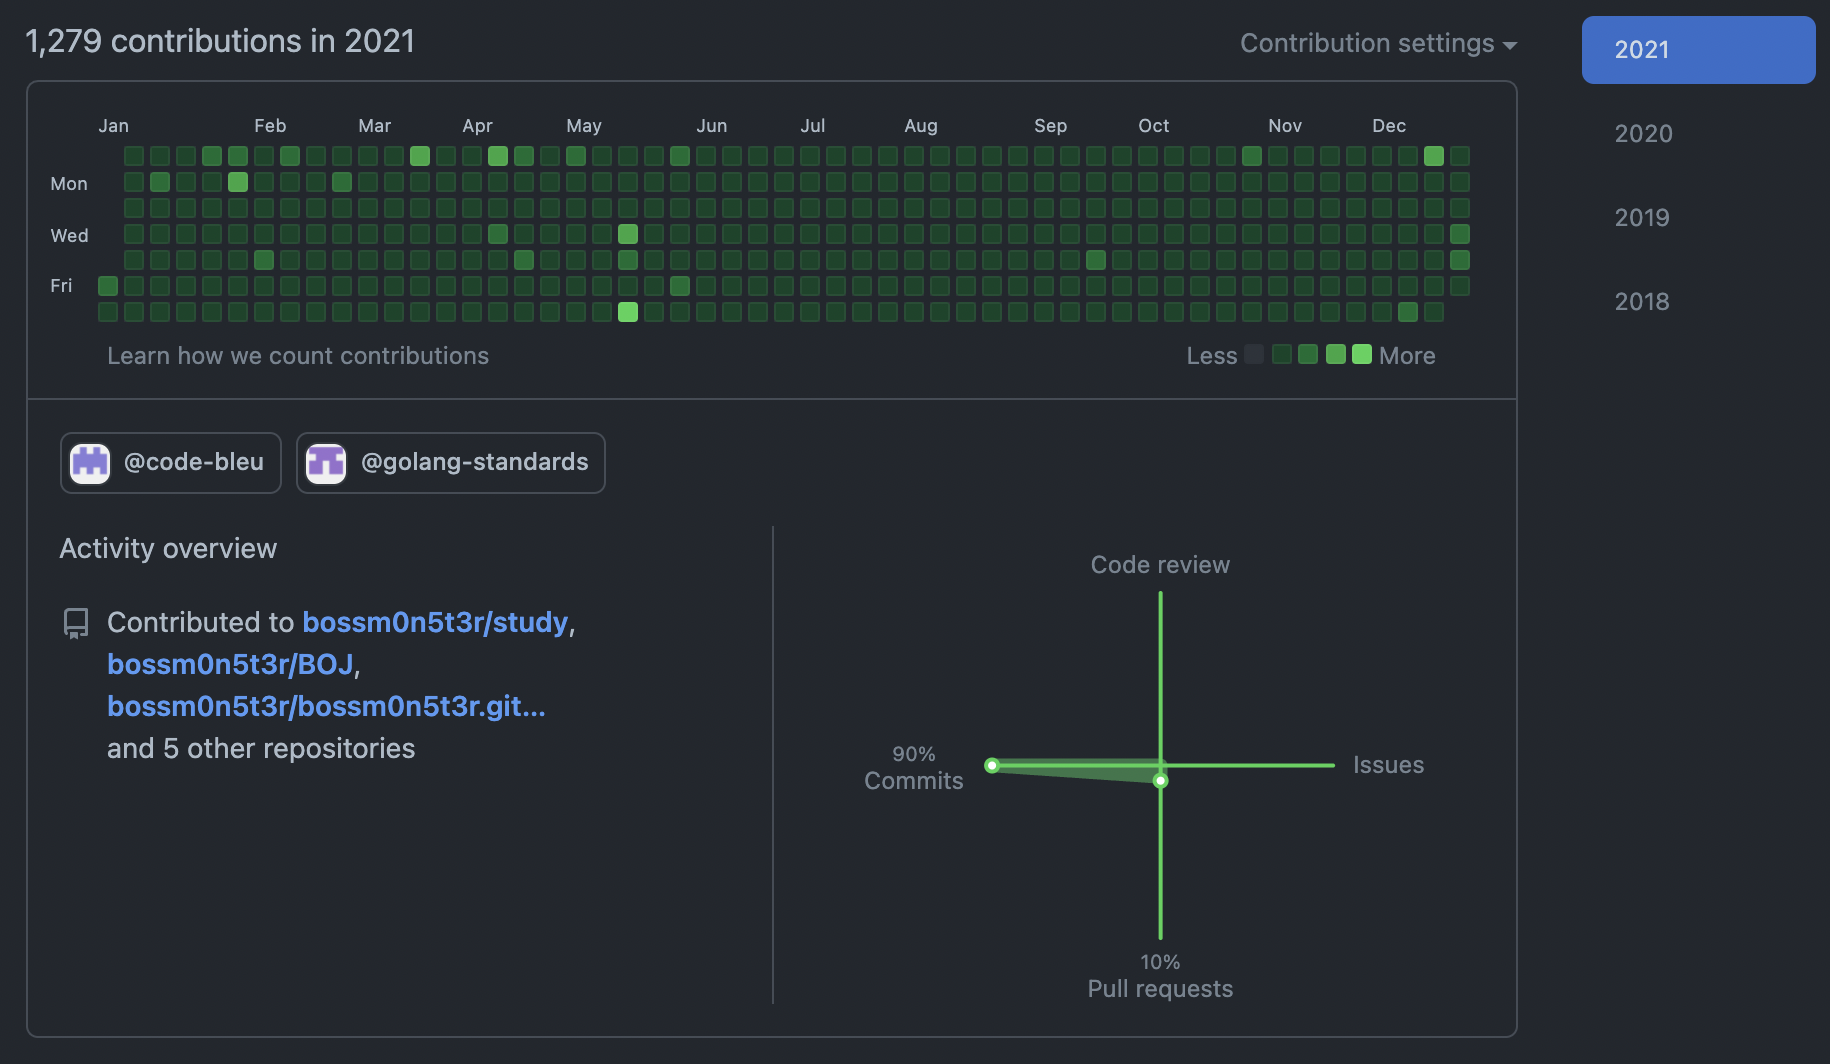 1,279 contributions in 2021
Contribution settings
2021
2020
2019
2018
Jan Feb Mar Apr May Jun Jul Aug Sep Oct Nov Dec
Mon
Wed
Fri
Learn how we count contributions
Less More
@code-bleu
@golang-standards
Activity overview
Contributed to bossm0n5t3r/study,
bossm0n5t3r/BOJ,
bossm0n5t3r/bossm0n5t3r.git...
and 5 other repositories
Code review
90%
Commits
Issues
10%
Pull requests